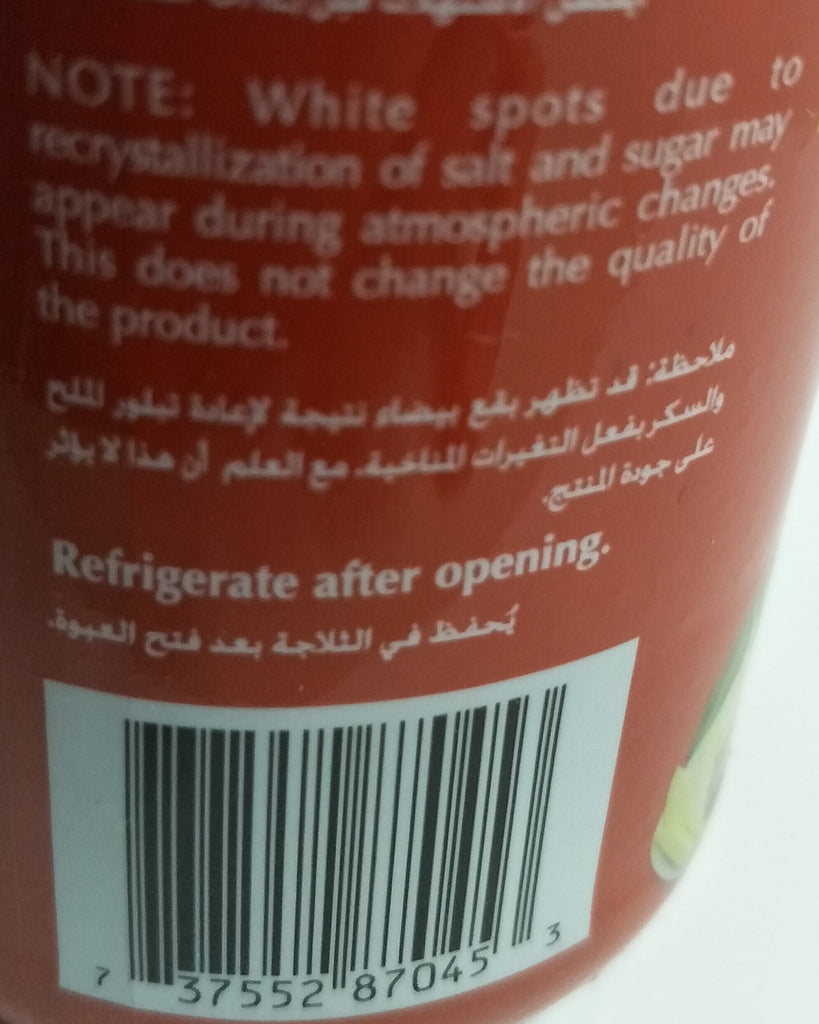 NOTE: White spots due to
recrystallization of salt and sugar may
appear during atmospheric changes.
This does not change the quality of
the product.
ملاحظة: قد تظهر بقع بيضاء نتيجة لإعادة تبلور الملح
والسكر بفعل التغيرات المناخية. مع العلم أن هذا لا يؤثر
على جودة المنتج.
Refrigerate after opening.
يُحفظ في الثلاجة بعد فتح العبوة.
7 37552 87045 3